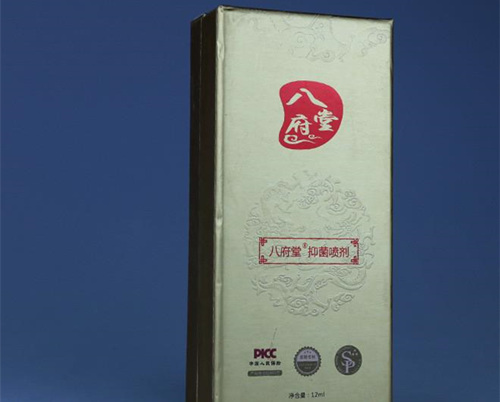 八府堂
八府堂® 抑菌喷剂
PICC
中国人民保险
SP
净含量：12ml